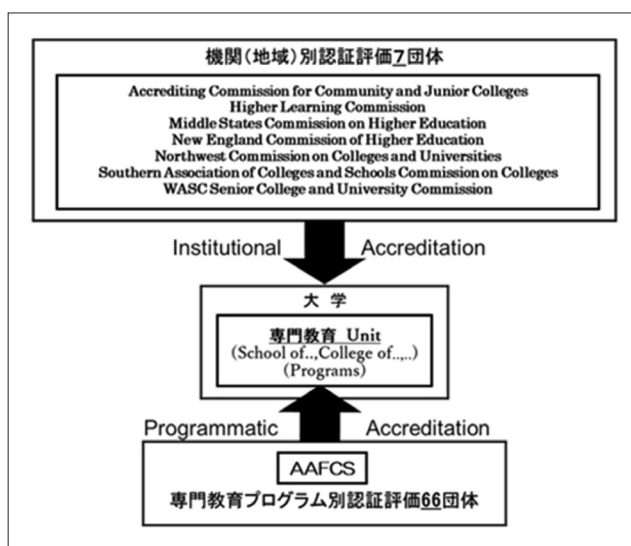 機関(地域)別認証評価7団体
Accrediting Commission for Community and Junior Colleges
Higher Learning Commission
Middle States Commission on Higher Education
New England Commission of Higher Education
Northwest Commission on Colleges and Universities
Southern Association of Colleges and Schools Commission on Colleges
WASC Senior College and University Commission
Institutional Accreditation
大 学
専門教育 Unit
(School of..,College of..,..)
(Programs)
Programmatic Accreditation
AAFCS
専門教育プログラム別認証評価66団体